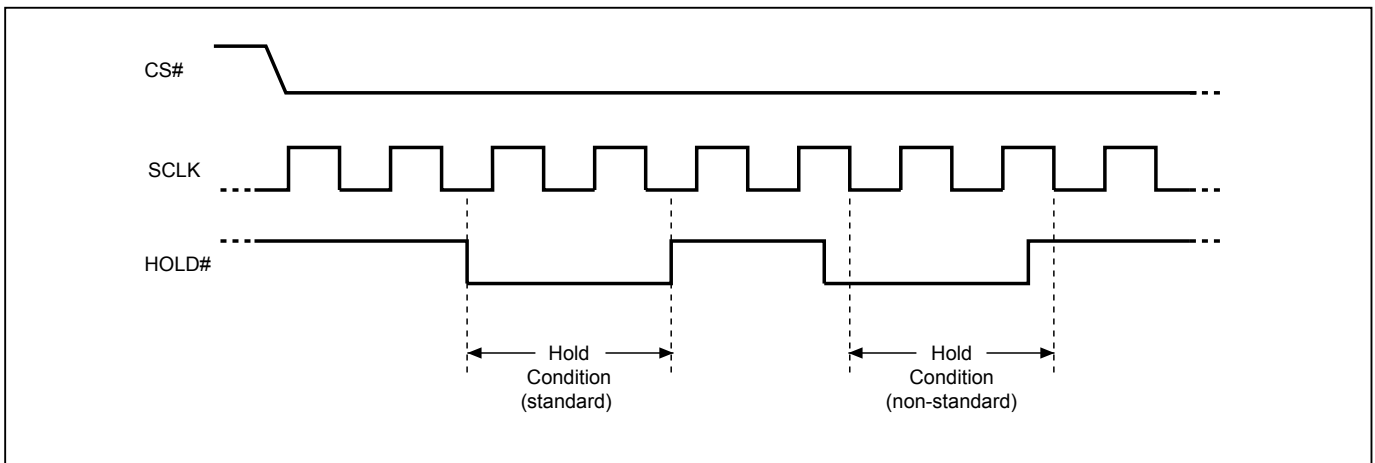 CS#
SCLK
HOLD#
Hold
Condition
(standard)
Hold
Condition
(non-standard)